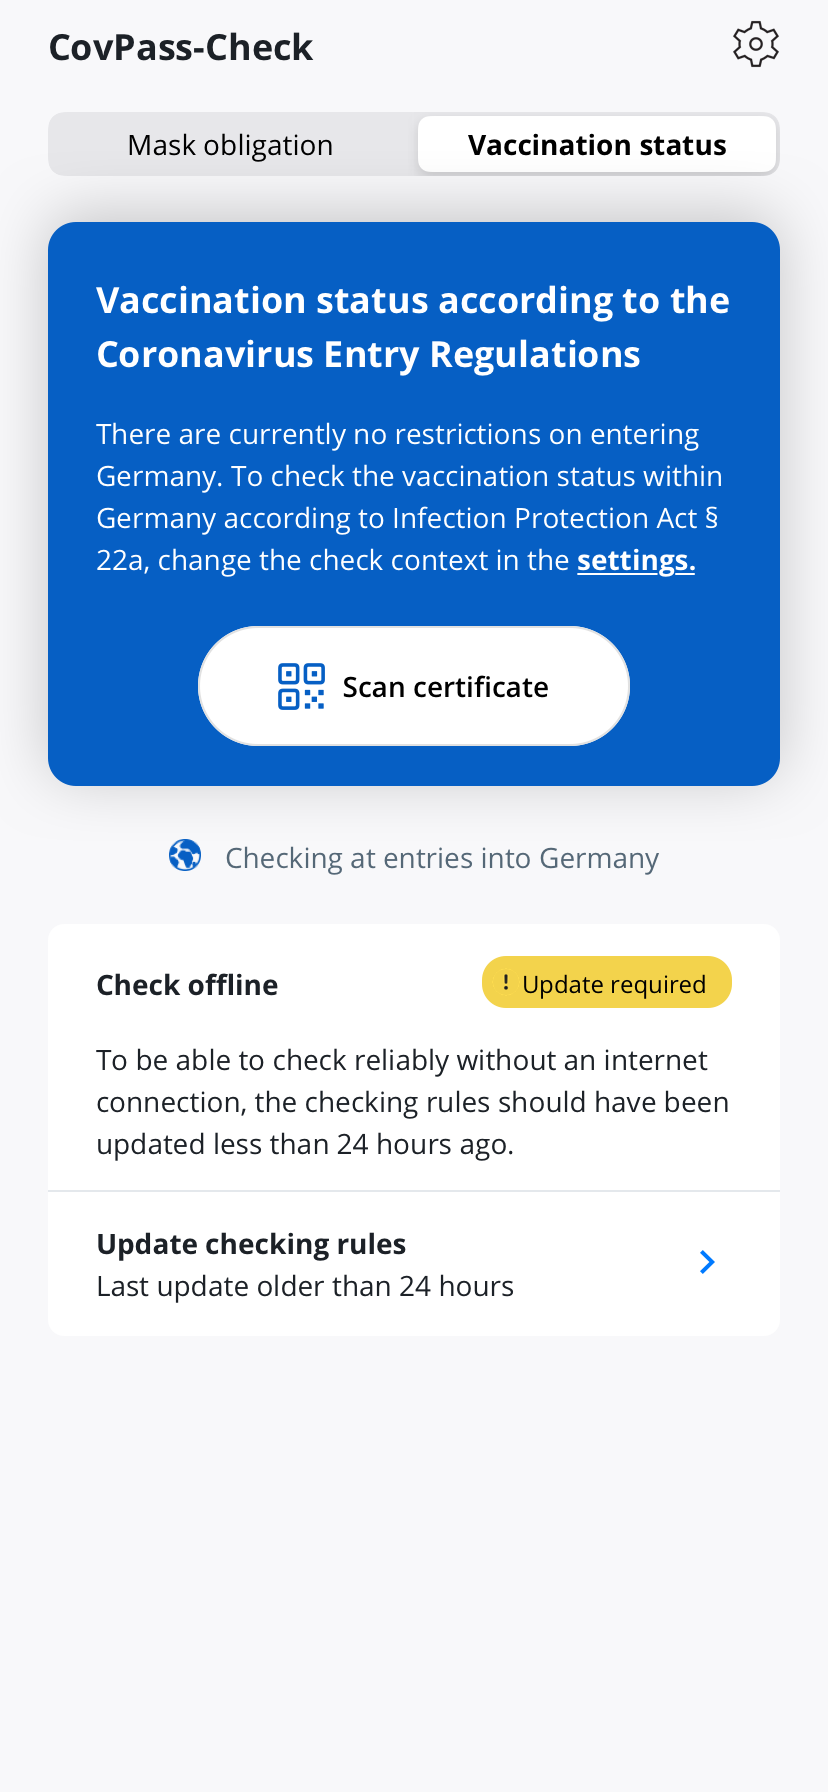 CovPass-Check
Mask obligation
Vaccination status
Vaccination status according to the
Coronavirus Entry Regulations
There are currently no restrictions on entering
Germany. To check the vaccination status within
Germany according to Infection Protection Act §
22a, change the check context in the settings.
Scan certificate
Checking at entries into Germany
Check offline
! Update required
To be able to check reliably without an internet
connection, the checking rules should have been
updated less than 24 hours ago.
Update checking rules
Last update older than 24 hours